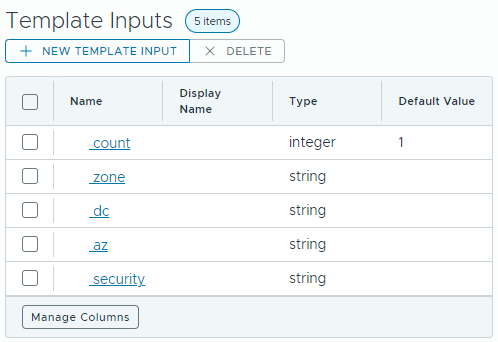 Template Inputs 5 items
+ NEW TEMPLATE INPUT × DELETE
Name Display Name Type Default Value
_count integer 1
_zone string
_dc string
_az string
_security string
Manage Columns